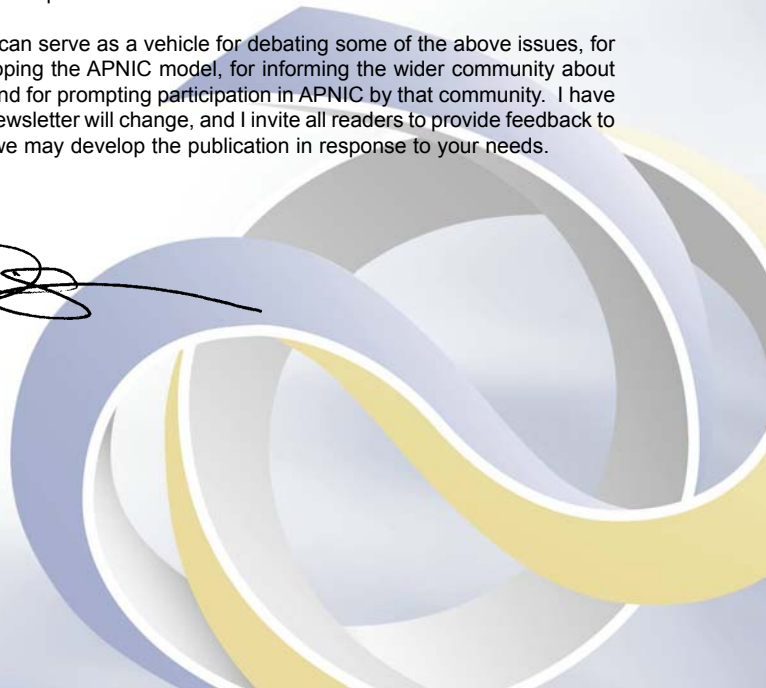 can serve as a vehicle for debating some of the above issues, for
oping the APNIC model, for informing the wider community about
nd for prompting participation in APNIC by that community. I have
ewsletter will change, and I invite all readers to provide feedback to
we may develop the publication in response to your needs.